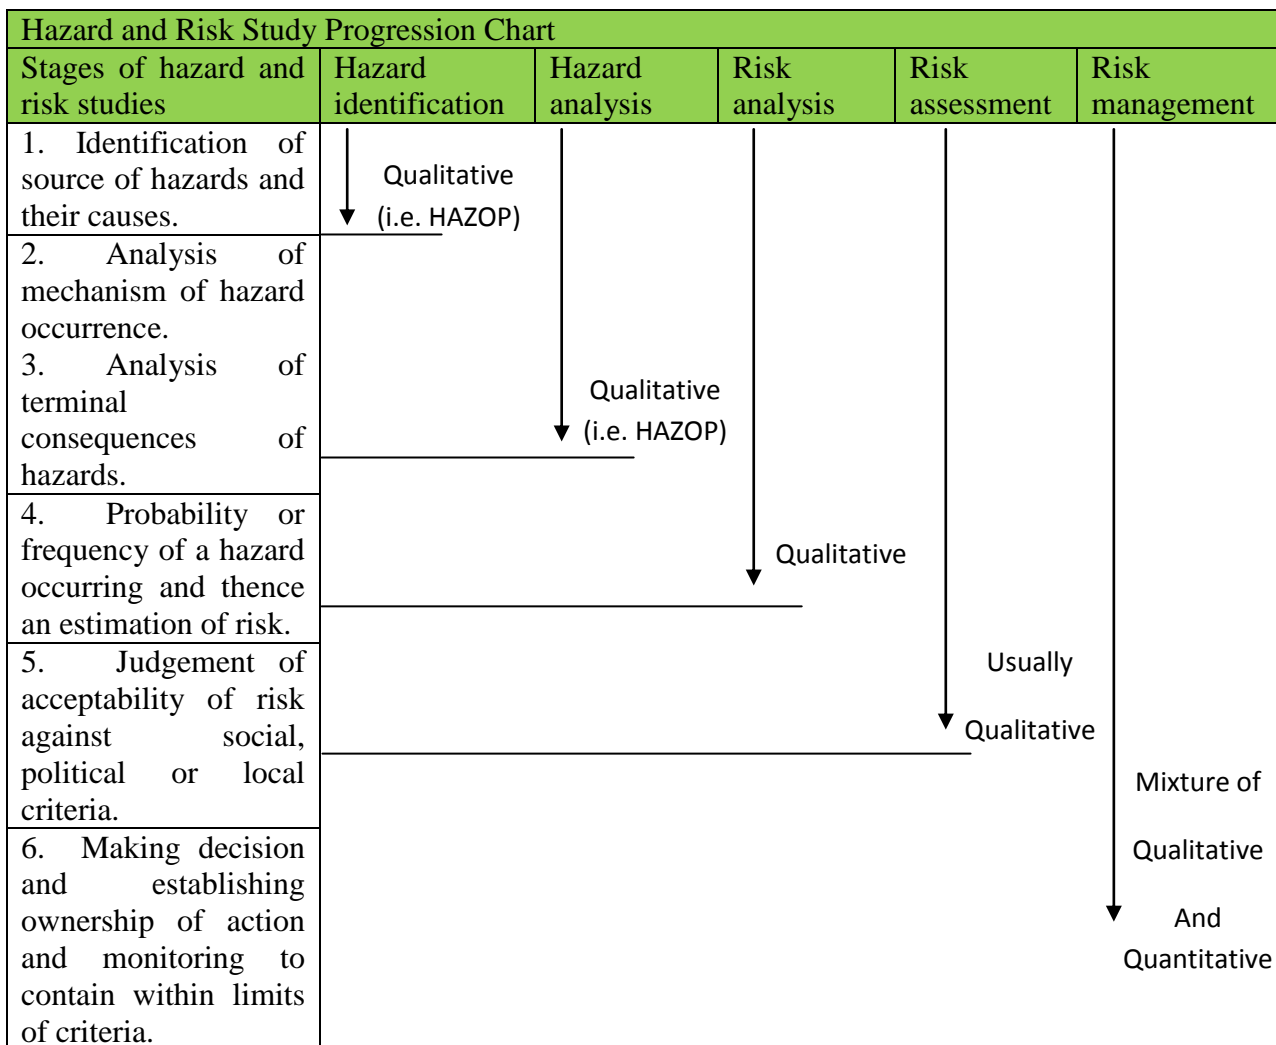 Hazard and Risk Study Progression Chart
Stages of hazard and
risk studies
Hazard
identification
Hazard
analysis
Risk
analysis
Risk
assessment
Risk
management
1. Identification of
source of hazards and
their causes.
Qualitative
(i.e. HAZOP)
2. Analysis of
mechanism of hazard
occurrence.
3. Analysis of
terminal
consequences of
hazards.
Qualitative
(i.e. HAZOP)
4. Probability or
frequency of a hazard
occurring and thence
an estimation of risk.
Qualitative
5. Judgement of
acceptability of risk
against social,
political or local
criteria.
Usually
Qualitative
6. Making decision
and establishing
ownership of action
and monitoring to
contain within limits
of criteria.
Mixture of
Qualitative
And
Quantitative